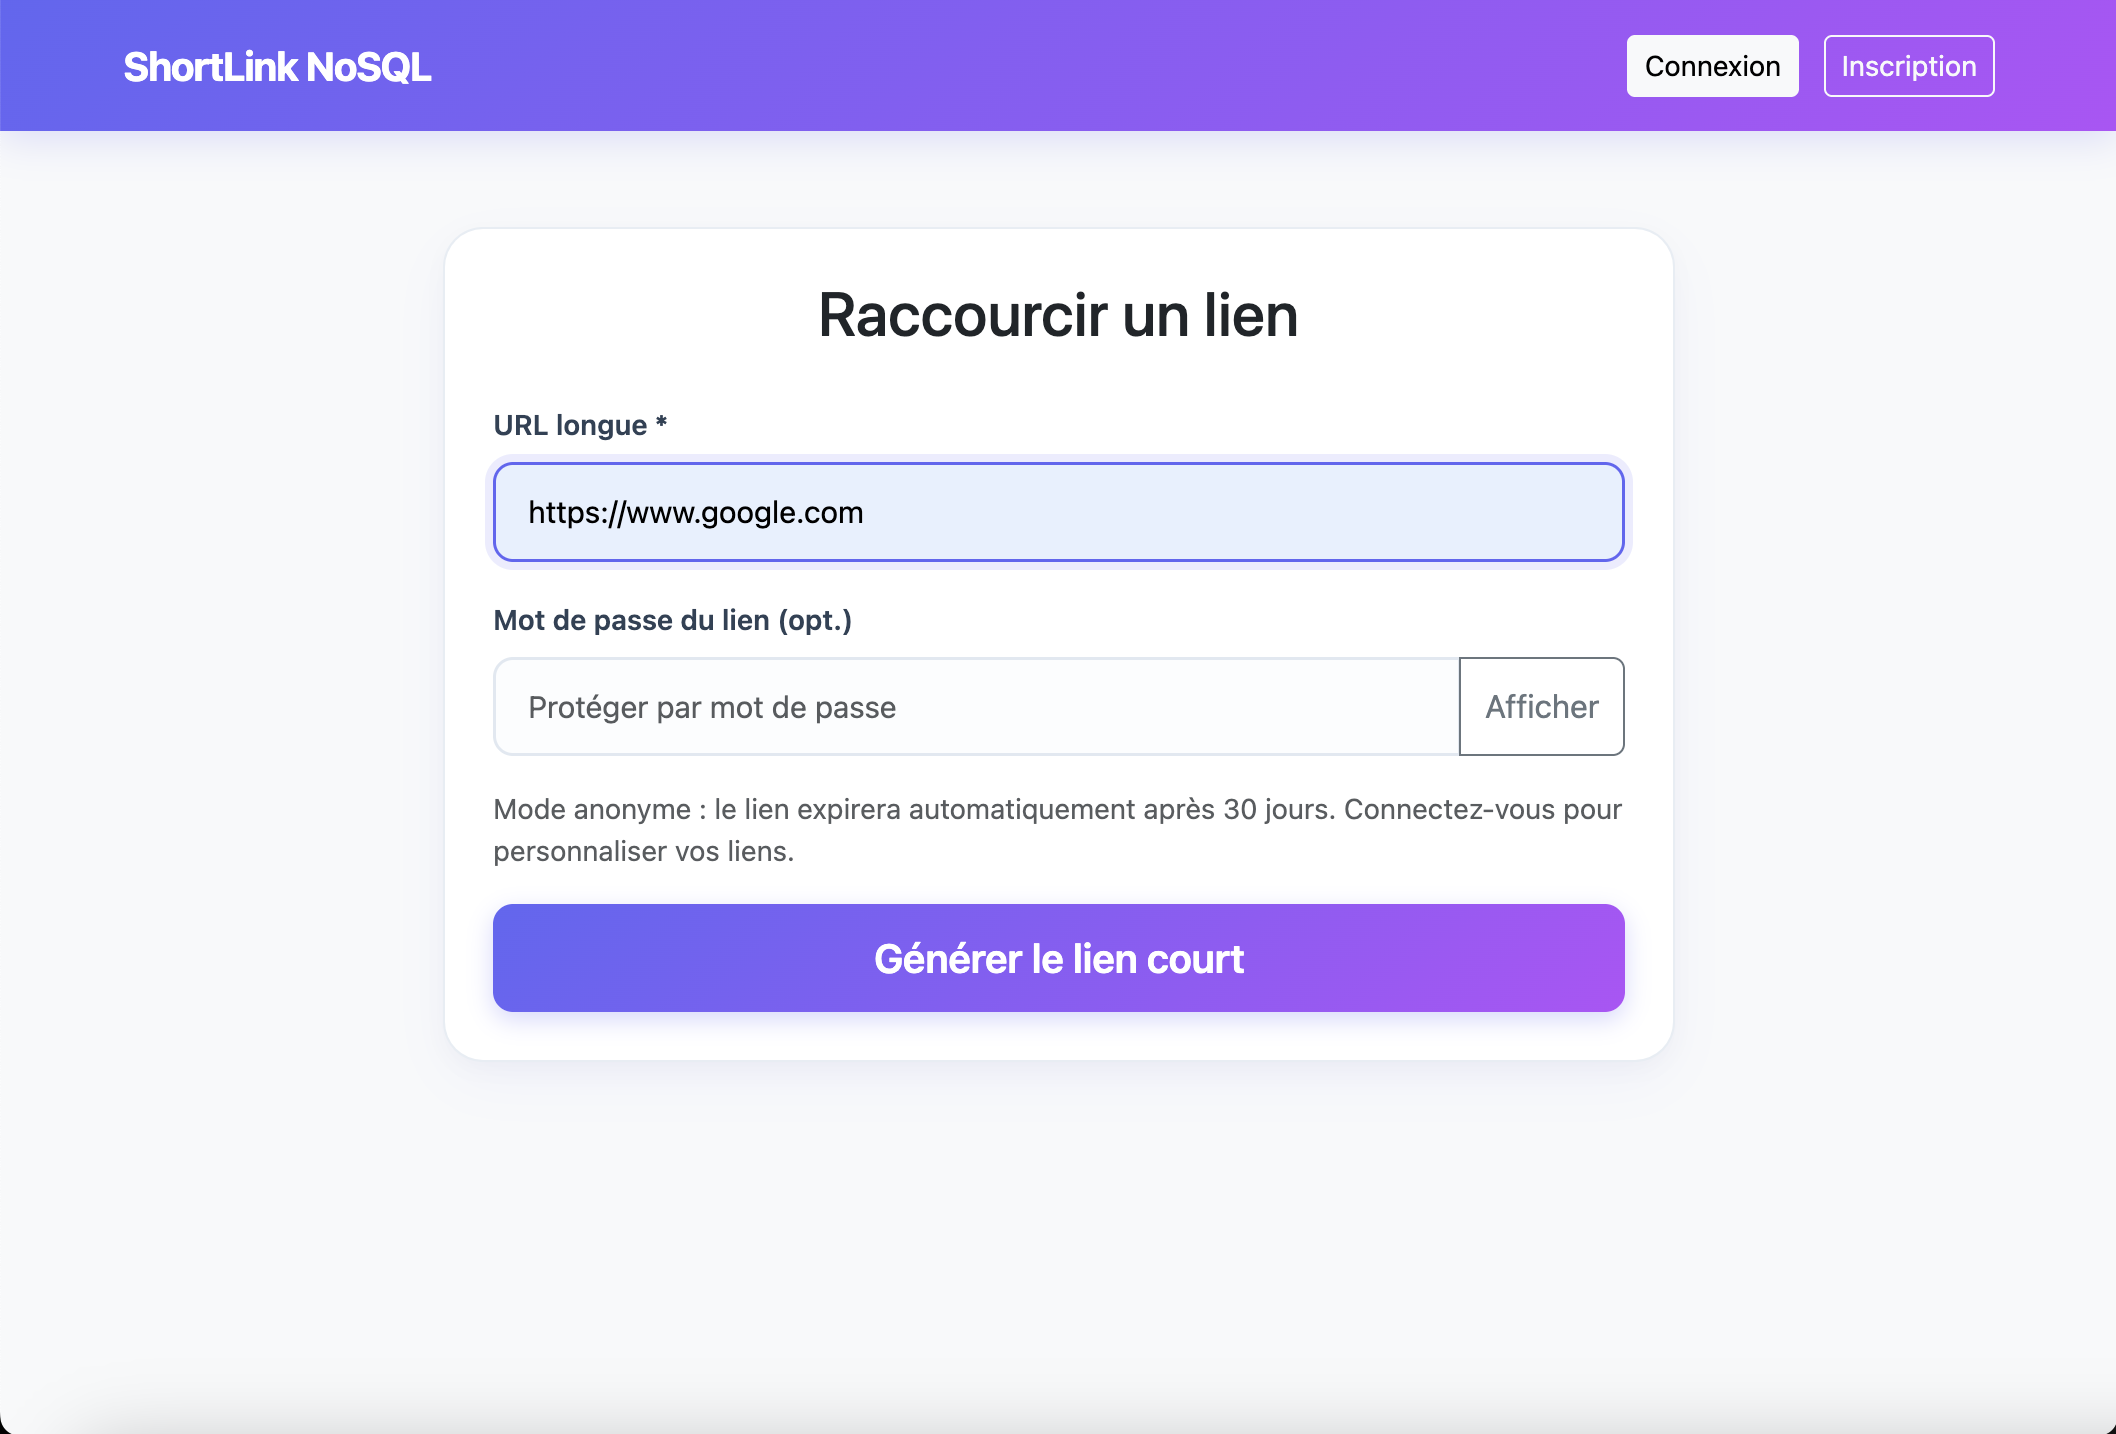 ShortLink NoSQL
Connexion
Inscription
Raccourcir un lien
URL longue *
https://www.google.com
Mot de passe du lien (opt.)
Protéger par mot de passe
Afficher
Mode anonyme : le lien expirera automatiquement après 30 jours. Connectez-vous pour
personnaliser vos liens.
Générer le lien court